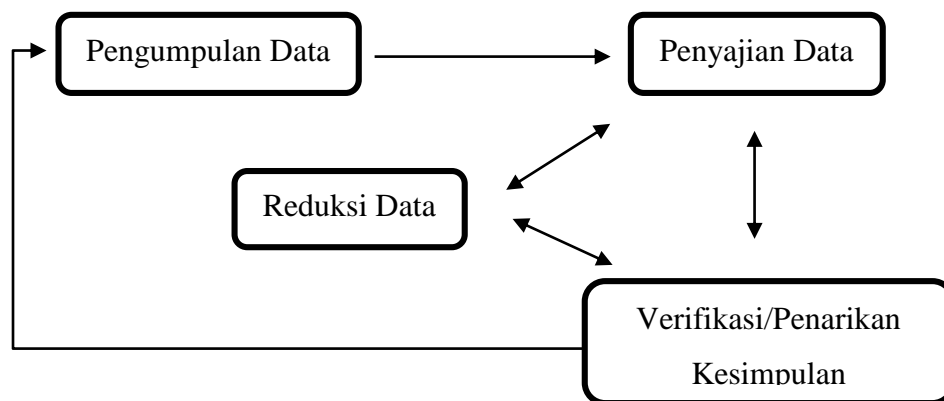 Pengumpulan Data
Penyajian Data
Reduksi Data
Verifikasi/Penarikan
Kesimpulan